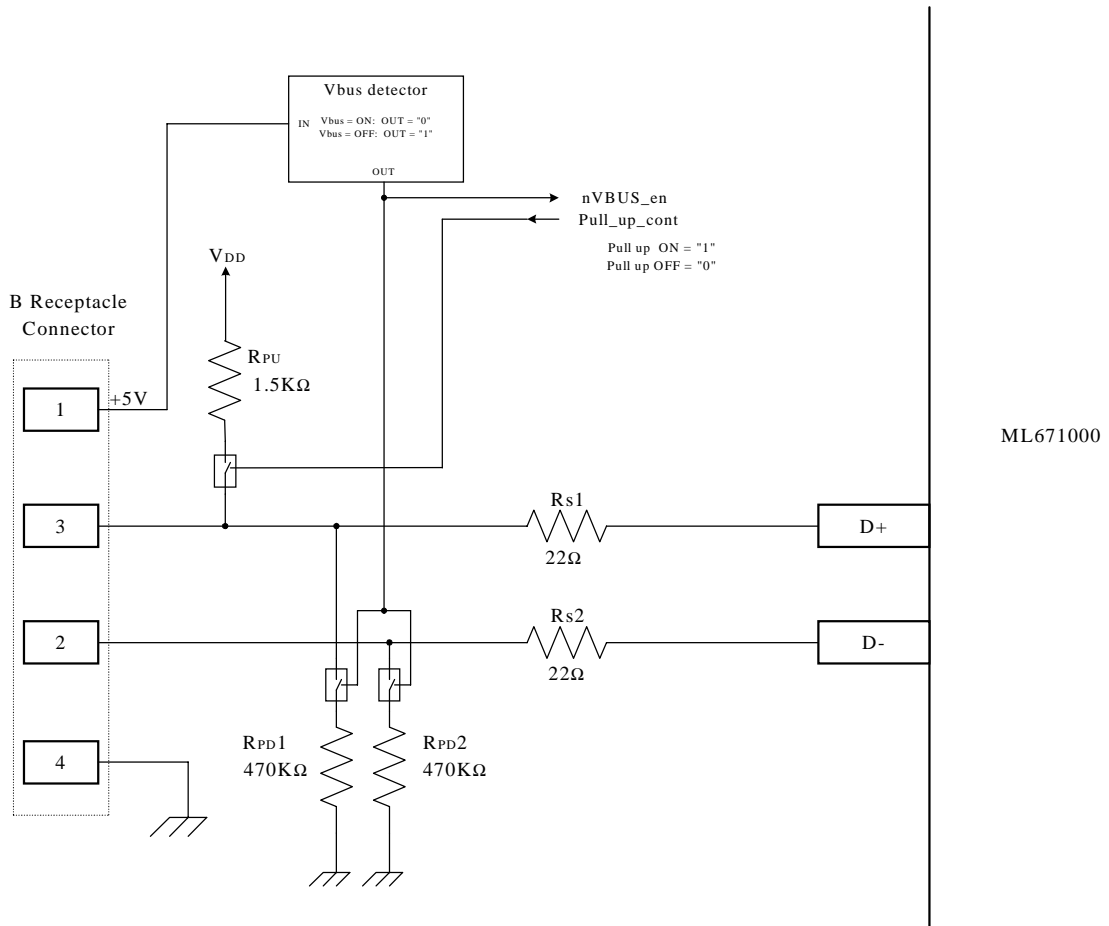 Vbus detector
IN
Vbus = ON: OUT = "0"
Vbus = OFF: OUT = "1"
OUT
nVBUS_en
Pull_up_cont
Pull up ON = "1"
Pull up OFF = "0"
VDD
B Receptacle
Connector
RPU
1.5KΩ
1
+5V
ML671000
3
Rs1
22Ω
D+
2
Rs2
22Ω
D-
4
RPD1
470KΩ
RPD2
470KΩ